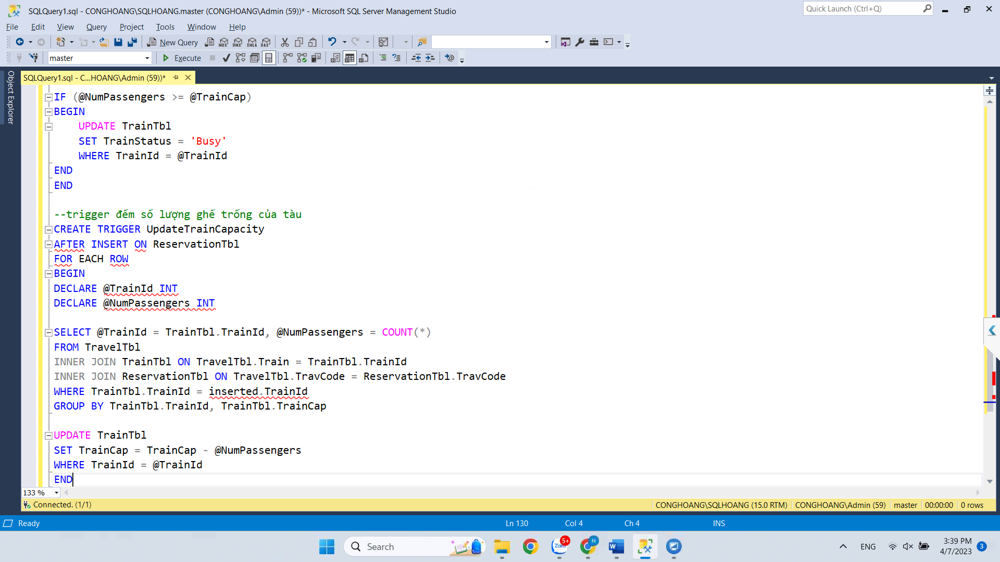 SQLQuery1.sql - CONGHOANG\SQLHOANG.master (CONGHOANG\Admin (59))* - Microsoft SQL Server Management Studio
Quick Launch (Ctrl+Q)
File Edit View Query Project Tools Window Help
New Query MDX DMX XMLA DAX
master Execute
SQLQuery1.sql - C...HOANG\Admin (59))*
Object Explorer
IF (@NumPassengers >= @TrainCap)
BEGIN
UPDATE TrainTbl
SET TrainStatus = 'Busy'
WHERE TrainId = @TrainId
END
END
--trigger đếm số lượng ghế trống của tàu
CREATE TRIGGER UpdateTrainCapacity
AFTER INSERT ON ReservationTbl
FOR EACH ROW
BEGIN
DECLARE @TrainId INT
DECLARE @NumPassengers INT
SELECT @TrainId = TrainTbl.TrainId, @NumPassengers = COUNT(*)
FROM TravelTbl
INNER JOIN TrainTbl ON TravelTbl.Train = TrainTbl.TrainId
INNER JOIN ReservationTbl ON TravelTbl.TravCode = ReservationTbl.TravCode
WHERE TrainTbl.TrainId = inserted.TrainId
GROUP BY TrainTbl.TrainId, TrainTbl.TrainCap
UPDATE TrainTbl
SET TrainCap = TrainCap - @NumPassengers
WHERE TrainId = @TrainId
END
133 %
Connected. (1/1) CONGHOANG\SQLHOANG (15.0 RTM) CONGHOANG\Admin (59) master 00:00:00 0 rows
Ready Ln 130 Col 4 Ch 4 INS
Search Zalo 5+ H W ENG 3:39 PM 3
4/7/2023